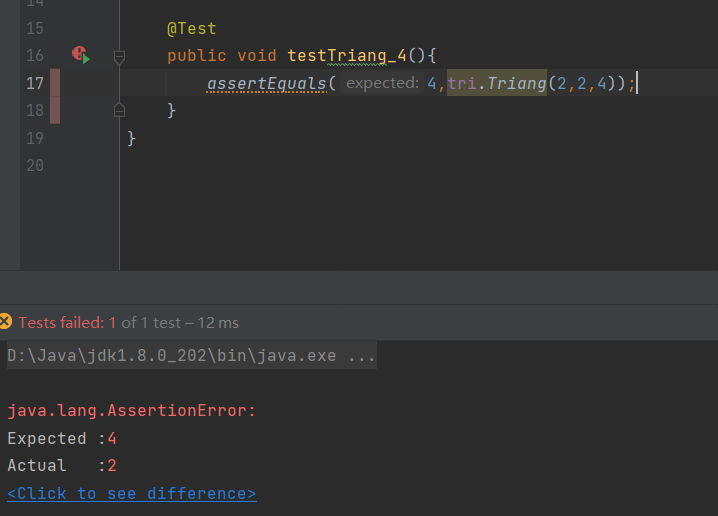 14
15 @Test
16 public void testTriang_4(){
17 assertEquals( expected: 4,tri.Triang(2,2,4));
18 }
19 }
20
Tests failed: 1 of 1 test – 12 ms
D:\Java\jdk1.8.0_202\bin\java.exe ...
java.lang.AssertionError:
Expected :4
Actual :2
<Click to see difference>